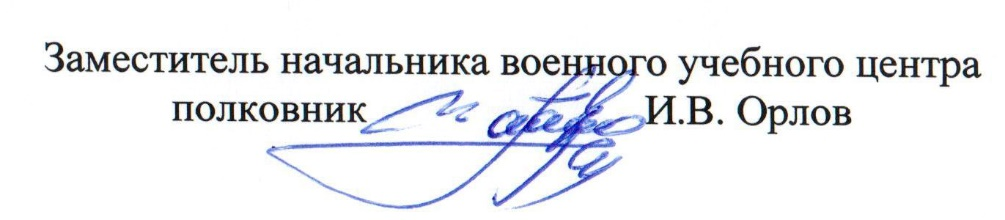 Заместитель начальника военного учебного центра
полковник И.В. Орлов